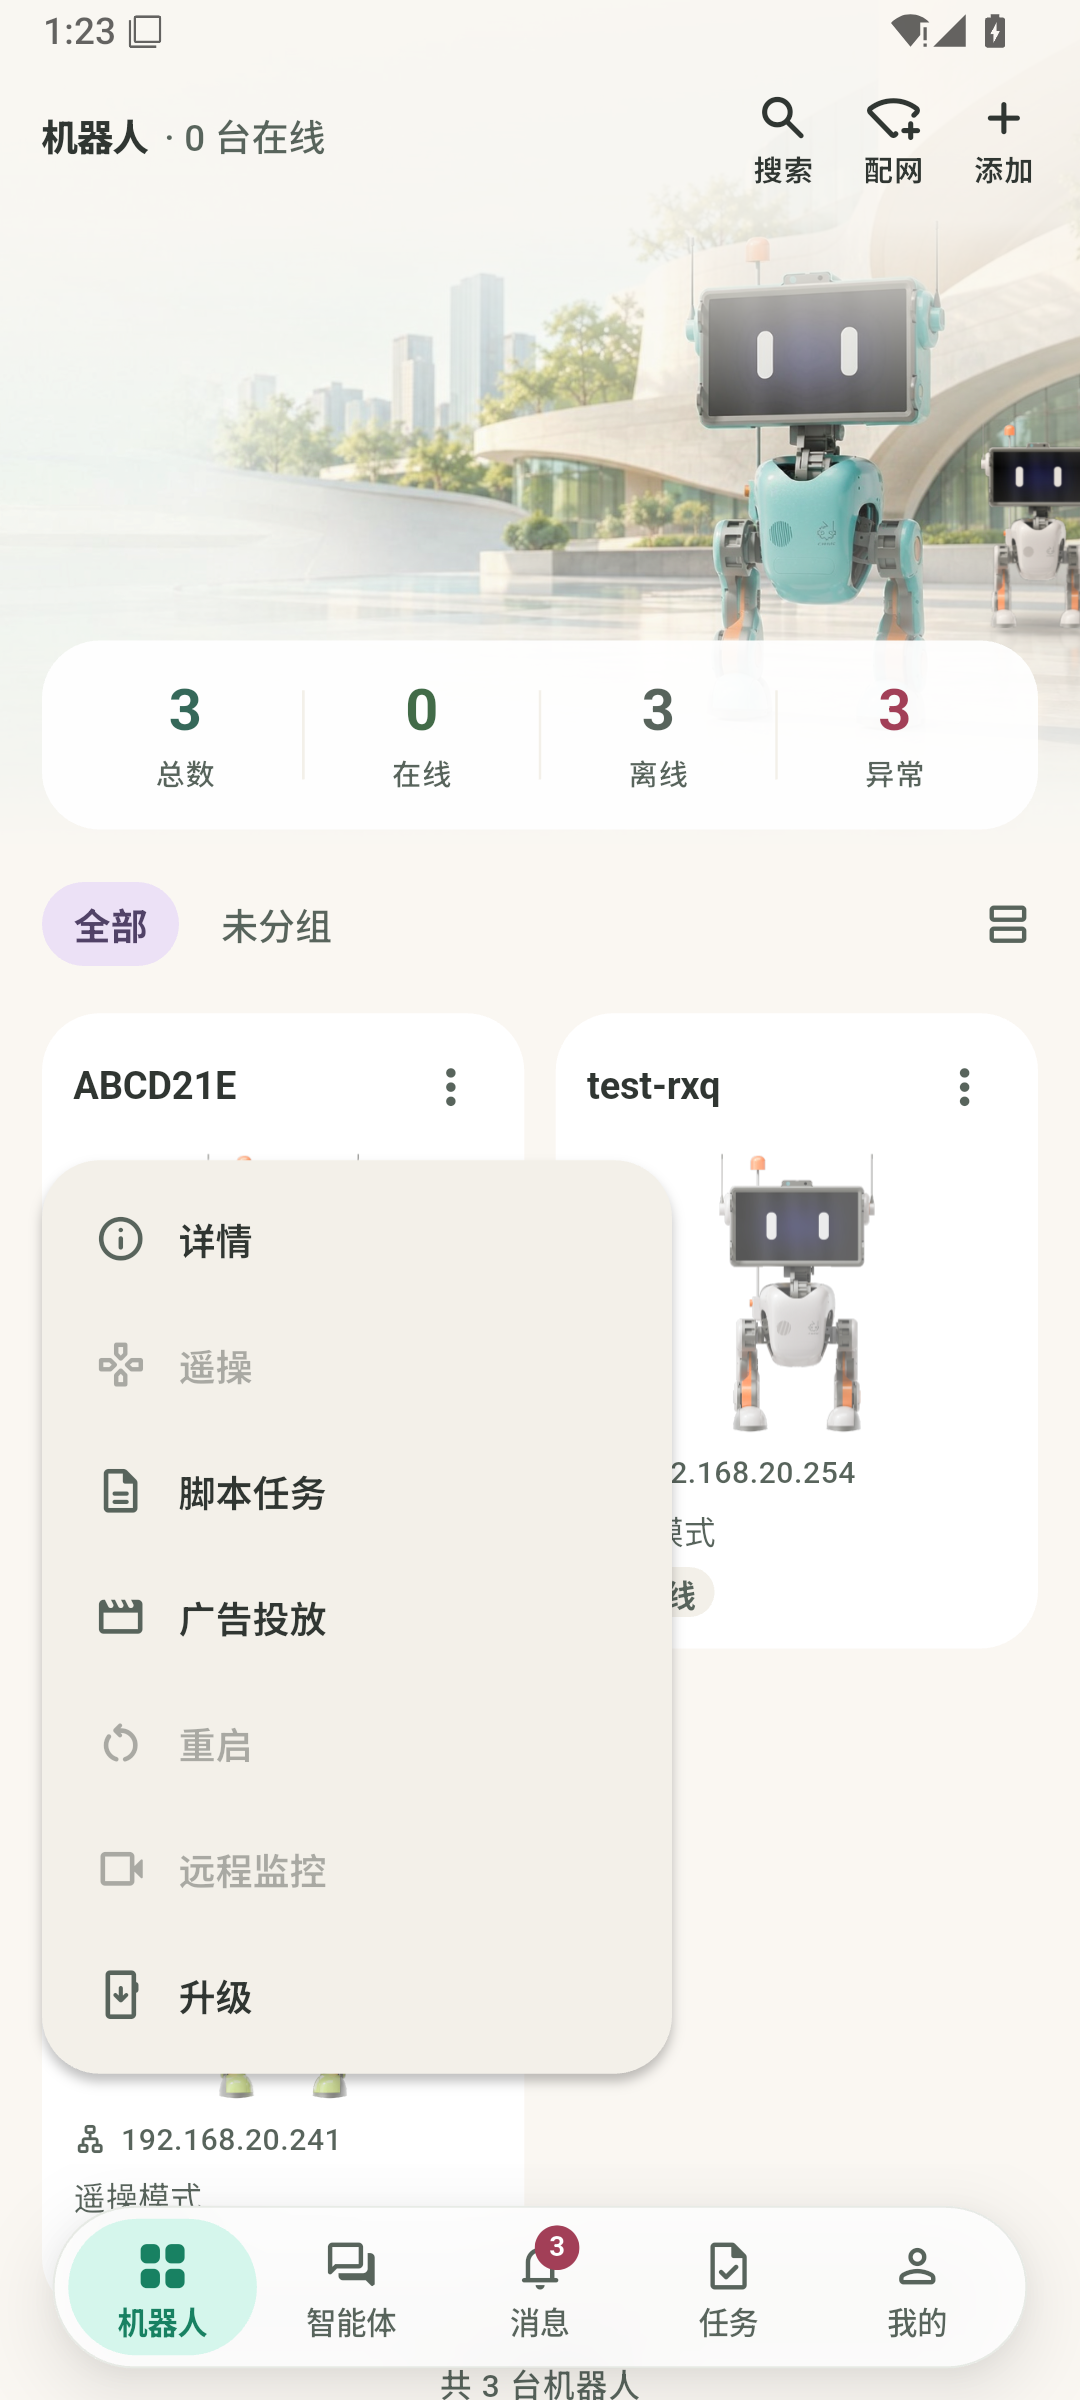 1:23
机器人 · 0 台在线
搜索
配网
添加
3
0
3
3
总数
在线
离线
异常
全部
未分组
ABCD21E
test-rxq
详情
遥操
脚本任务
广告投放
重启
远程监控
升级
2.168.20.254
模式
线
192.168.20.241
遥操模式
3
机器人
智能体
消息
任务
我的
共 3 台机器人